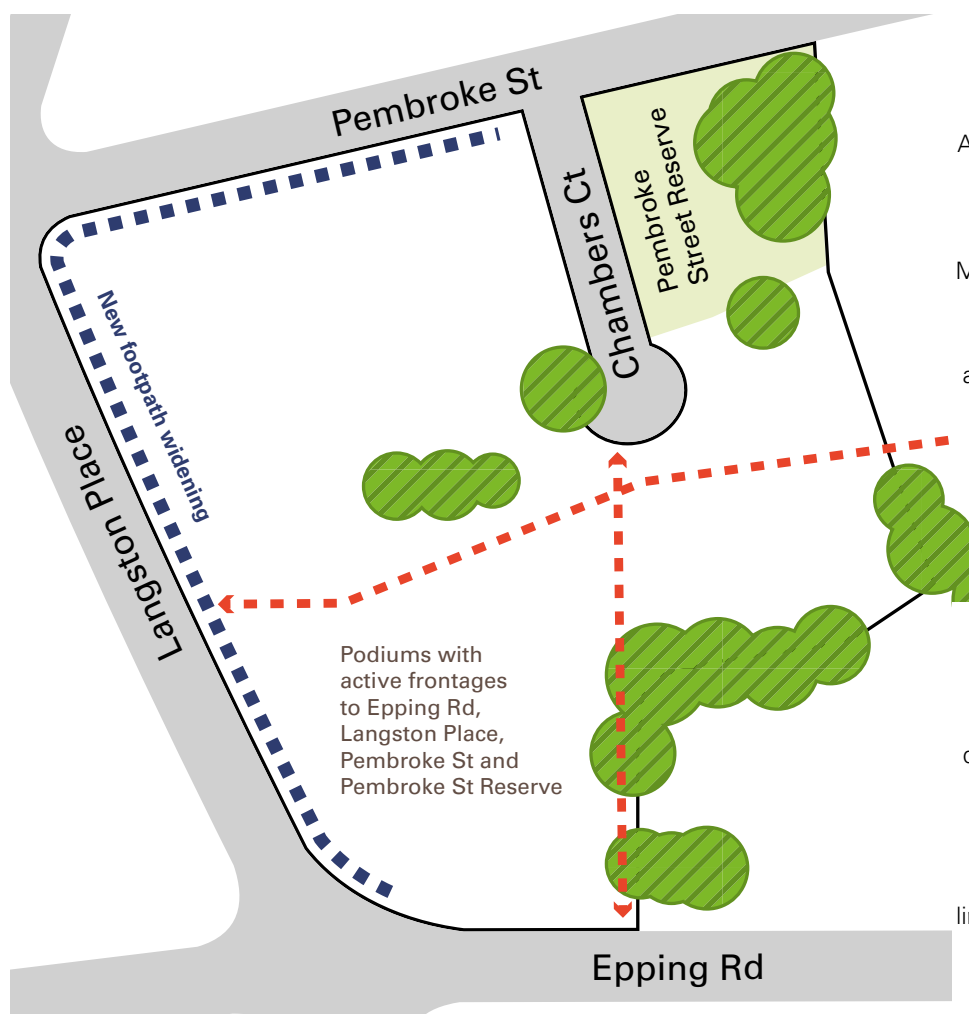 Pembroke St
Chambers Ct
Pembroke
Street Reserve
New footpath widening
Langston Place
Podiums with
active frontages
to Epping Rd,
Langston Place,
Pembroke St and
Pembroke St Reserve
Epping Rd